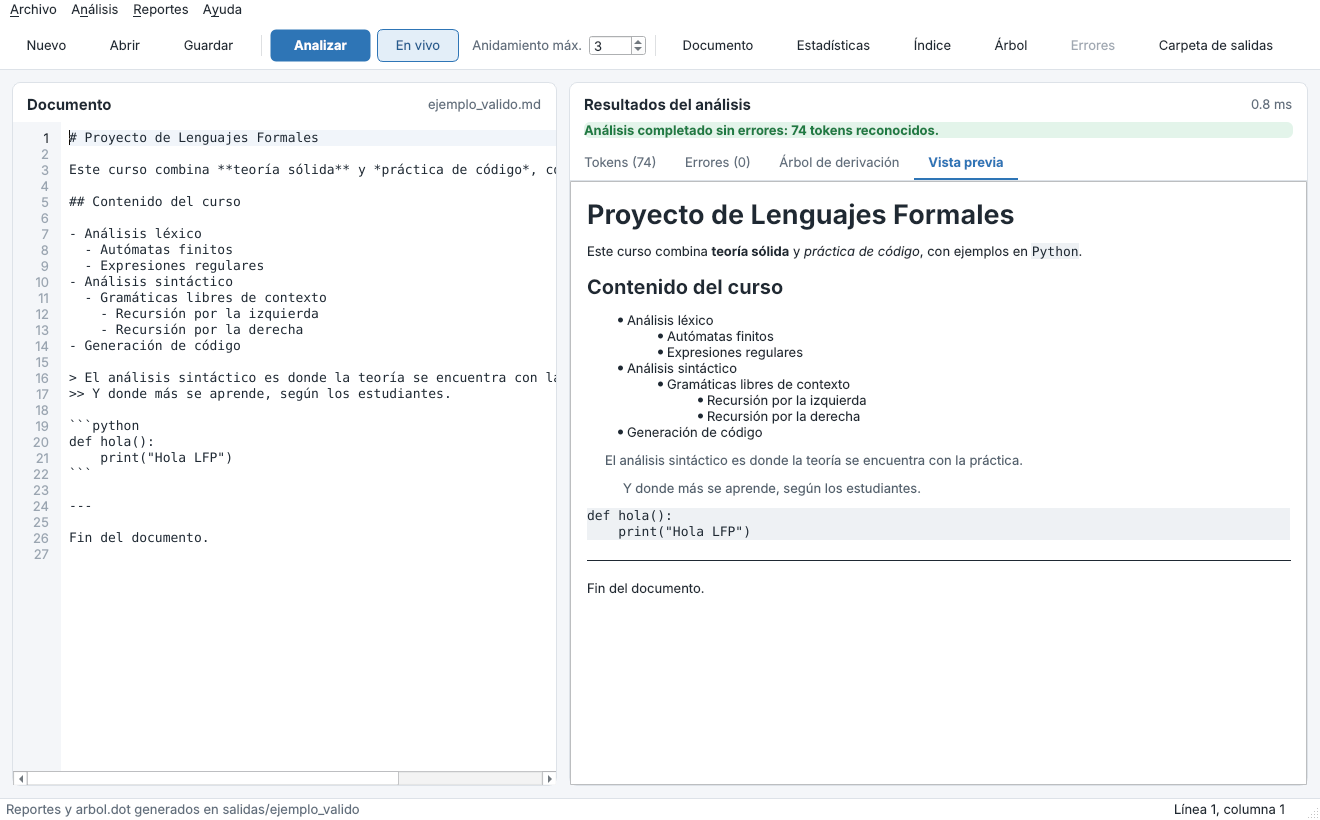 Archivo Análisis Reportes Ayuda
Nuevo Abrir Guardar Analizar En vivo Anidamiento máx. 3 Documento Estadísticas Índice Árbol Errores Carpeta de salidas
Documento ejemplo_valido.md
1 # Proyecto de Lenguajes Formales
2
3 Este curso combina **teoría sólida** y *práctica de código*, co
4
5 ## Contenido del curso
6
7 - Análisis léxico
8   - Autómatas finitos
9   - Expresiones regulares
10 - Análisis sintáctico
11   - Gramáticas libres de contexto
12     - Recursión por la izquierda
13     - Recursión por la derecha
14 - Generación de código
15
16 > El análisis sintáctico es donde la teoría se encuentra con la
17 >> Y donde más se aprende, según los estudiantes.
18
19 ```python
20 def hola():
21     print("Hola LFP")
22 ```
23
24 ---
25
26 Fin del documento.
27
Resultados del análisis 0.8 ms
Análisis completado sin errores: 74 tokens reconocidos.
Tokens (74) Errores (0) Árbol de derivación Vista previa
Proyecto de Lenguajes Formales
Este curso combina teoría sólida y práctica de código, con ejemplos en Python.
Contenido del curso
• Análisis léxico
• Autómatas finitos
• Expresiones regulares
• Análisis sintáctico
• Gramáticas libres de contexto
• Recursión por la izquierda
• Recursión por la derecha
• Generación de código
El análisis sintáctico es donde la teoría se encuentra con la práctica.
Y donde más se aprende, según los estudiantes.
def hola():
    print("Hola LFP")
Fin del documento.
Reportes y arbol.dot generados en salidas/ejemplo_valido Línea 1, columna 1